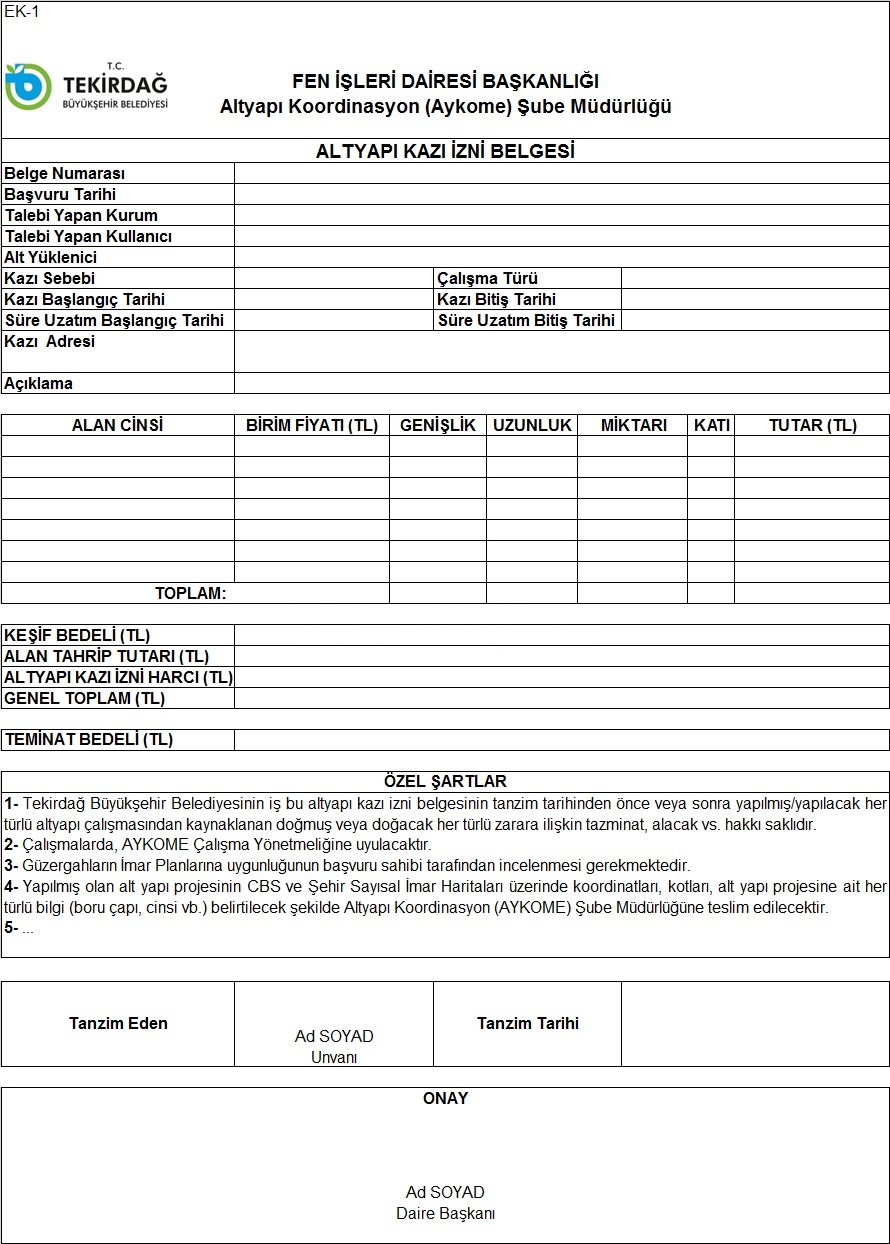 EK-1
T.C.
TEKİRDAĞ
BÜYÜKŞEHİR BELEDİYESİ
FEN İŞLERİ DAİRESİ BAŞKANLIĞI
Altyapı Koordinasyon (Aykome) Şube Müdürlüğü
ALTYAPI KAZI İZNİ BELGESİ
Belge Numarası
Başvuru Tarihi
Talebi Yapan Kurum
Talebi Yapan Kullanıcı
Alt Yüklenici
Kazı Sebebi Çalışma Türü
Kazı Başlangıç Tarihi Kazı Bitiş Tarihi
Süre Uzatım Başlangıç Tarihi Süre Uzatım Bitiş Tarihi
Kazı Adresi
Açıklama
ALAN CİNSİ BİRİM FİYATI (TL) GENİŞLİK UZUNLUK MİKTARI KATI TUTAR (TL)
TOPLAM:
KEŞİF BEDELİ (TL)
ALAN TAHRİP TUTARI (TL)
ALTYAPI KAZI İZNİ HARCI (TL)
GENEL TOPLAM (TL)
TEMİNAT BEDELİ (TL)
ÖZEL ŞARTLAR
1- Tekirdağ Büyükşehir Belediyesinin iş bu altyapı kazi izni belgesinin tanzim tarihinden önce veya sonra yapılmış/yapılacak her
türlü altyapı çalışmasından kaynaklanan doğmuş veya doğacak her türlü zarara ilişkin tazminat, alacak vs. hakkı saklıdır.
2- Çalışmalarda, AYKOME Çalışma Yönetmeliğine uyulacaktır.
3- Güzergahların İmar Planlarına uygunluğunun başvuru sahibi tarafından incelenmesi gerekmektedir.
4- Yapılmış olan alt yapı projesinin CBS ve Şehir Sayısal İmar Haritaları üzerinde koordinatları, kotları, alt yapı projesine ait her
türlü bilgi (boru çapı, cinsi vb.) belirtilecek şekilde Altyapı Koordinasyon (AYKOME) Şube Müdürlüğüne teslim edilecektir.
5- ...
Tanzim Eden
Ad SOYAD
Unvanı
Tanzim Tarihi
ONAY
Ad SOYAD
Daire Başkanı